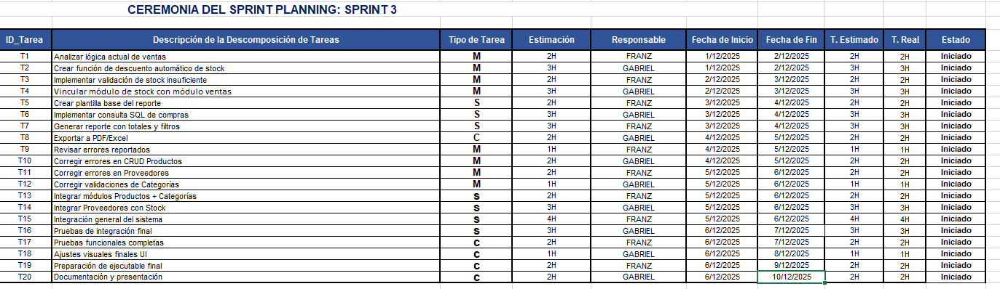 CEREMONIA DEL SPRINT PLANNING: SPRINT 3
ID_Tarea Descripción de la Descomposición de Tareas Tipo de Tarea Estimación Responsable Fecha de Inicio Fecha de Fin T. Estimado T. Real Estado
T1 Analizar lógica actual de ventas M 2H FRANZ 1/12/2025 2/12/2025 2H 2H Iniciado
T2 Crear función de descuento automático de stock M 3H GABRIEL 1/12/2025 2/12/2025 3H 3H Iniciado
T3 Implementar validación de stock insuficiente M 2H FRANZ 2/12/2025 3/12/2025 2H 2H Iniciado
T4 Vincular módulo de stock con módulo ventas M 3H GABRIEL 2/12/2025 3/12/2025 3H 3H Iniciado
T5 Crear plantilla base del reporte S 2H FRANZ 3/12/2025 4/12/2025 2H 2H Iniciado
T6 Implementar consulta SQL de compras S 3H GABRIEL 3/12/2025 4/12/2025 3H 3H Iniciado
T7 Generar reporte con totales y filtros S 3H FRANZ 3/12/2025 4/12/2025 3H 3H Iniciado
T8 Exportar a PDF/Excel C 2H GABRIEL 4/12/2025 5/12/2025 2H 2H Iniciado
T9 Revisar errores reportados M 1H FRANZ 4/12/2025 5/12/2025 1H 1H Iniciado
T10 Corregir errores en CRUD Productos M 2H GABRIEL 4/12/2025 5/12/2025 2H 2H Iniciado
T11 Corregir errores en Proveedores M 2H FRANZ 5/12/2025 6/12/2025 2H 2H Iniciado
T12 Corregir validaciones de Categorías M 1H GABRIEL 5/12/2025 6/12/2025 1H 1H Iniciado
T13 Integrar módulos Productos + Categorías s 2H FRANZ 5/12/2025 6/12/2025 2H 2H Iniciado
T14 Integrar Proveedores con Stock s 3H GABRIEL 5/12/2025 6/12/2025 3H 3H Iniciado
T15 Integración general del sistema s 4H FRANZ 5/12/2025 6/12/2025 4H 4H Iniciado
T16 Pruebas de integración final s 3H GABRIEL 6/12/2025 7/12/2025 3H 3H Iniciado
T17 Pruebas funcionales completas c 2H FRANZ 6/12/2025 7/12/2025 2H 2H Iniciado
T18 Ajustes visuales finales UI c 1H GABRIEL 6/12/2025 8/12/2025 1H 1H Iniciado
T19 Preparación de ejecutable final c 2H FRANZ 6/12/2025 9/12/2025 2H 2H Iniciado
T20 Documentación y presentación c 2H GABRIEL 6/12/2025 10/12/2025 2H 2H Iniciado